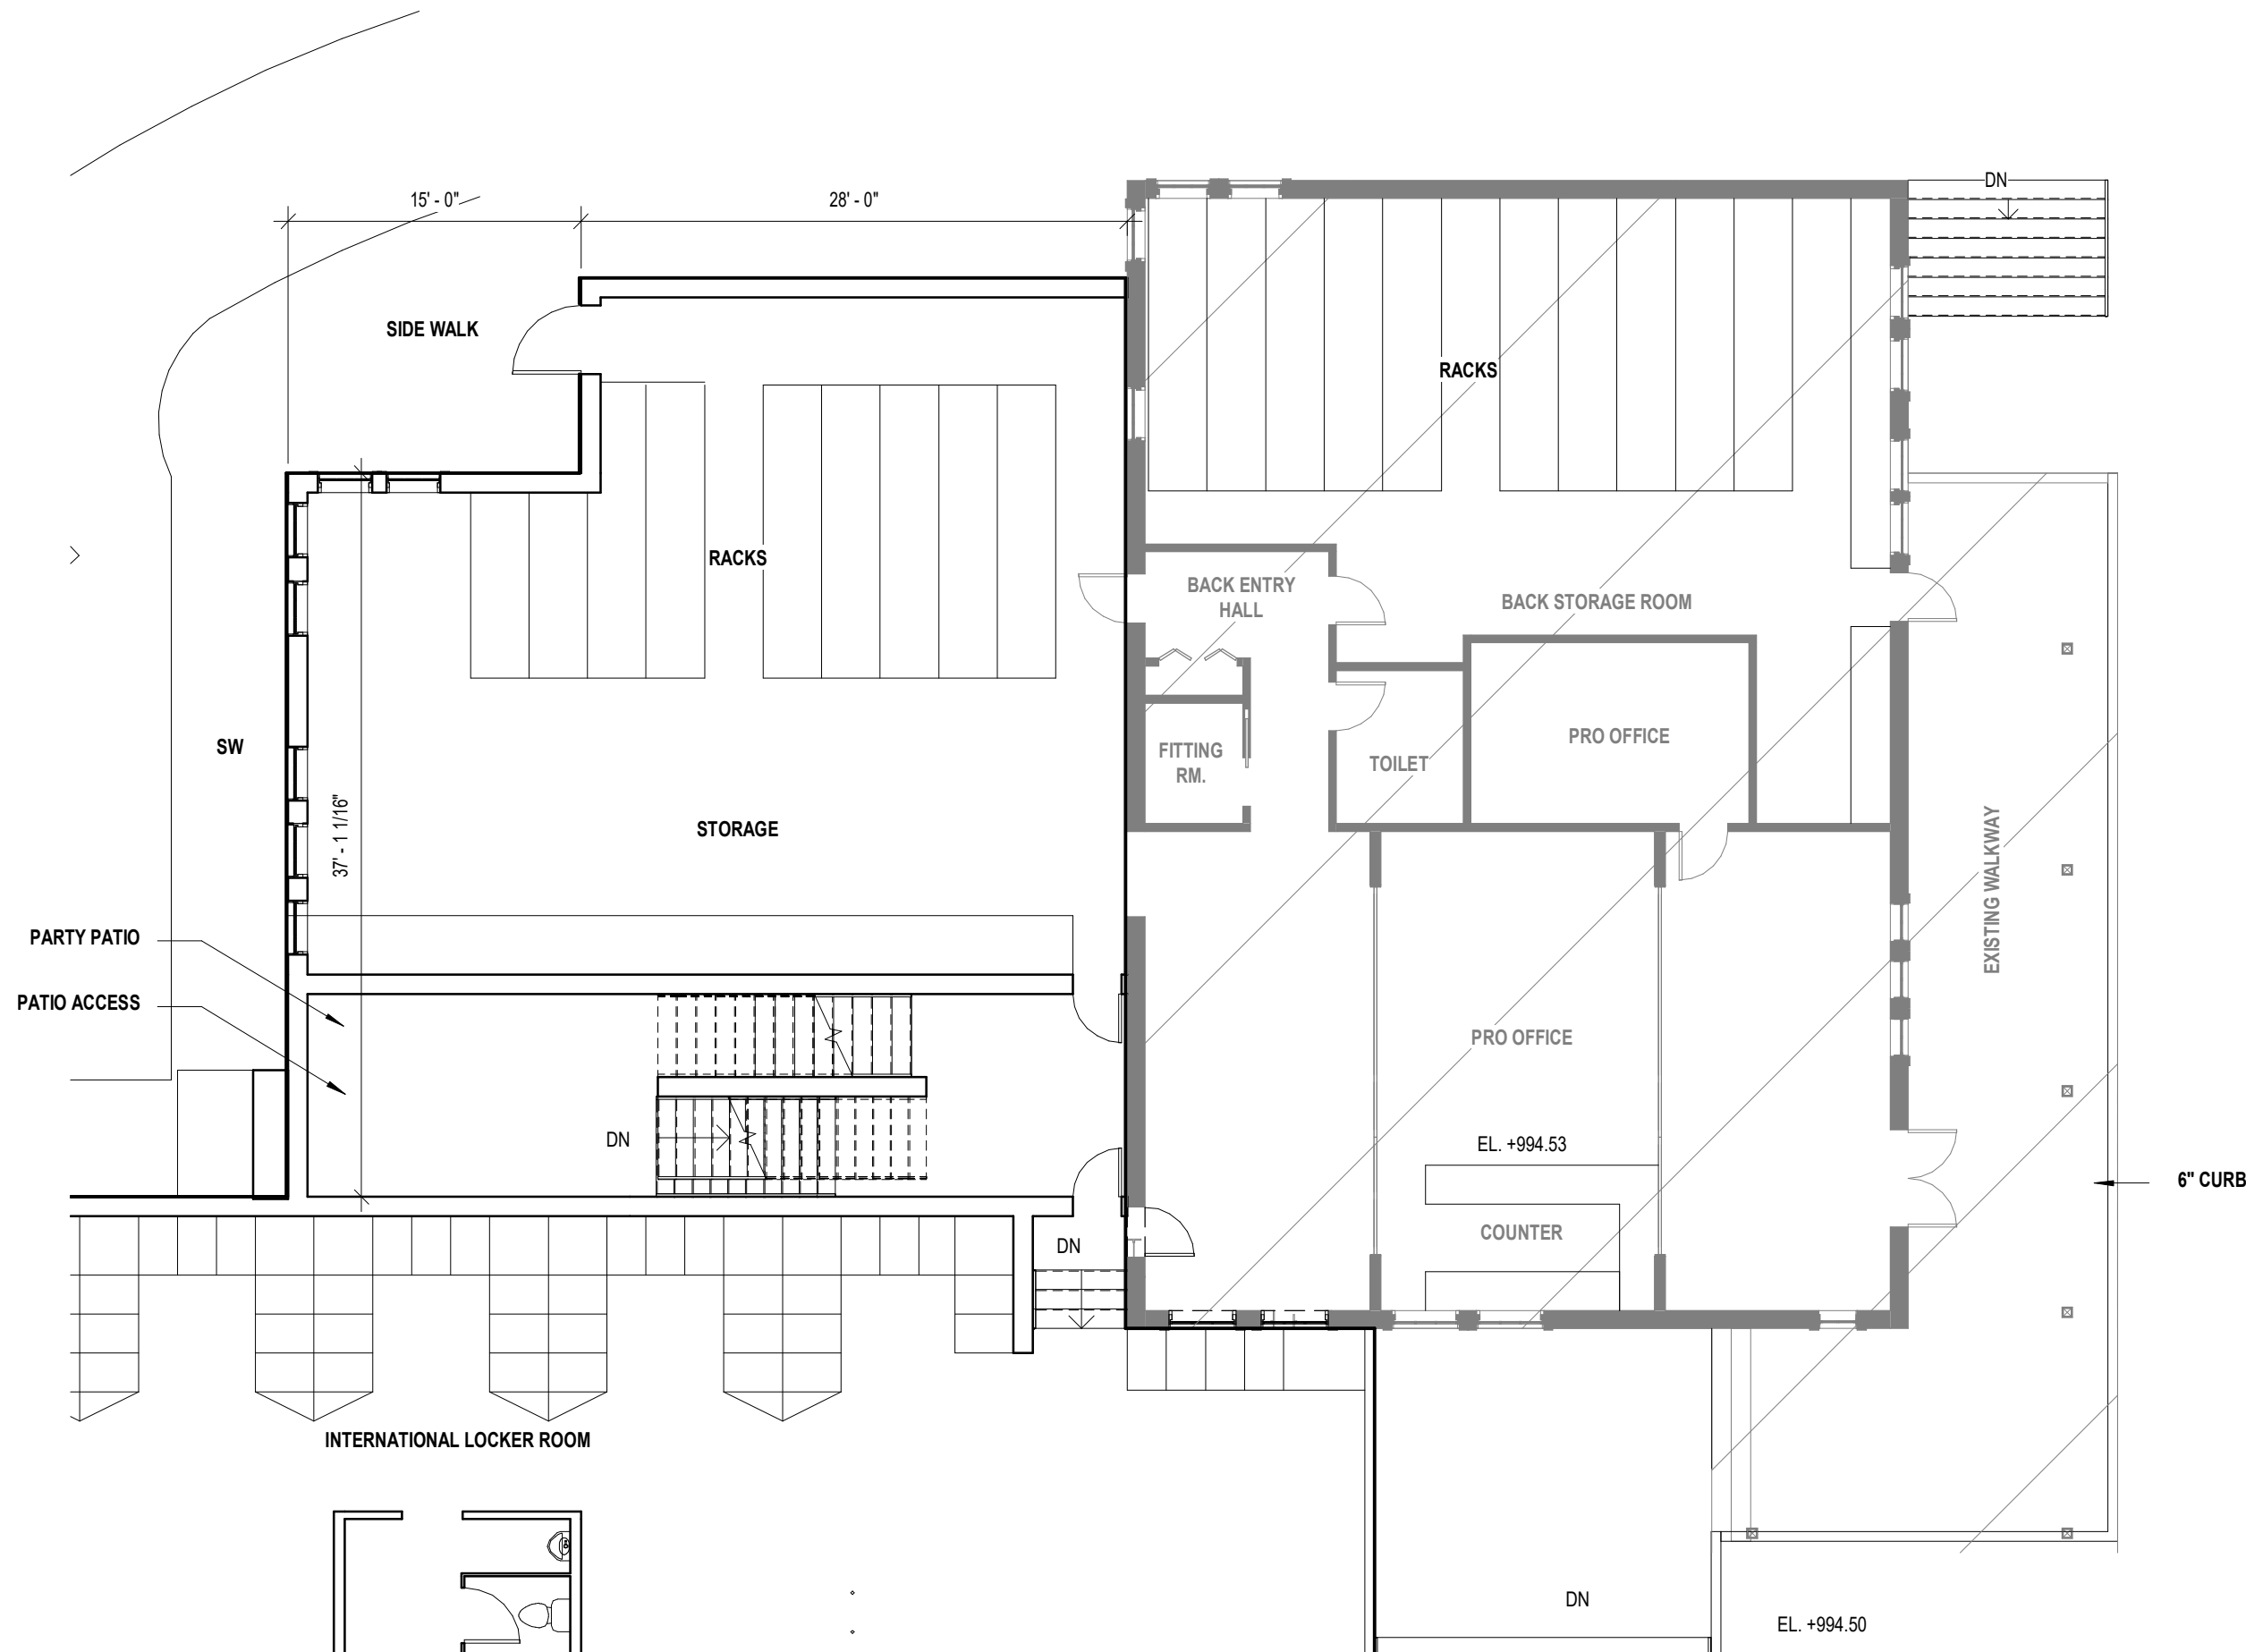 DN
15' - 0"
28' - 0"
SIDE WALK
RACKS
RACKS
BACK ENTRY
HALL
BACK STORAGE ROOM
SW
FITTING
RM.
TOILET
PRO OFFICE
37' - 1 1/16"
STORAGE
EXISTING WALKWAY
PARTY PATIO
PATIO ACCESS
PRO OFFICE
DN
EL. +994.53
6" CURB
COUNTER
DN
INTERNATIONAL LOCKER ROOM
DN
EL. +994.50